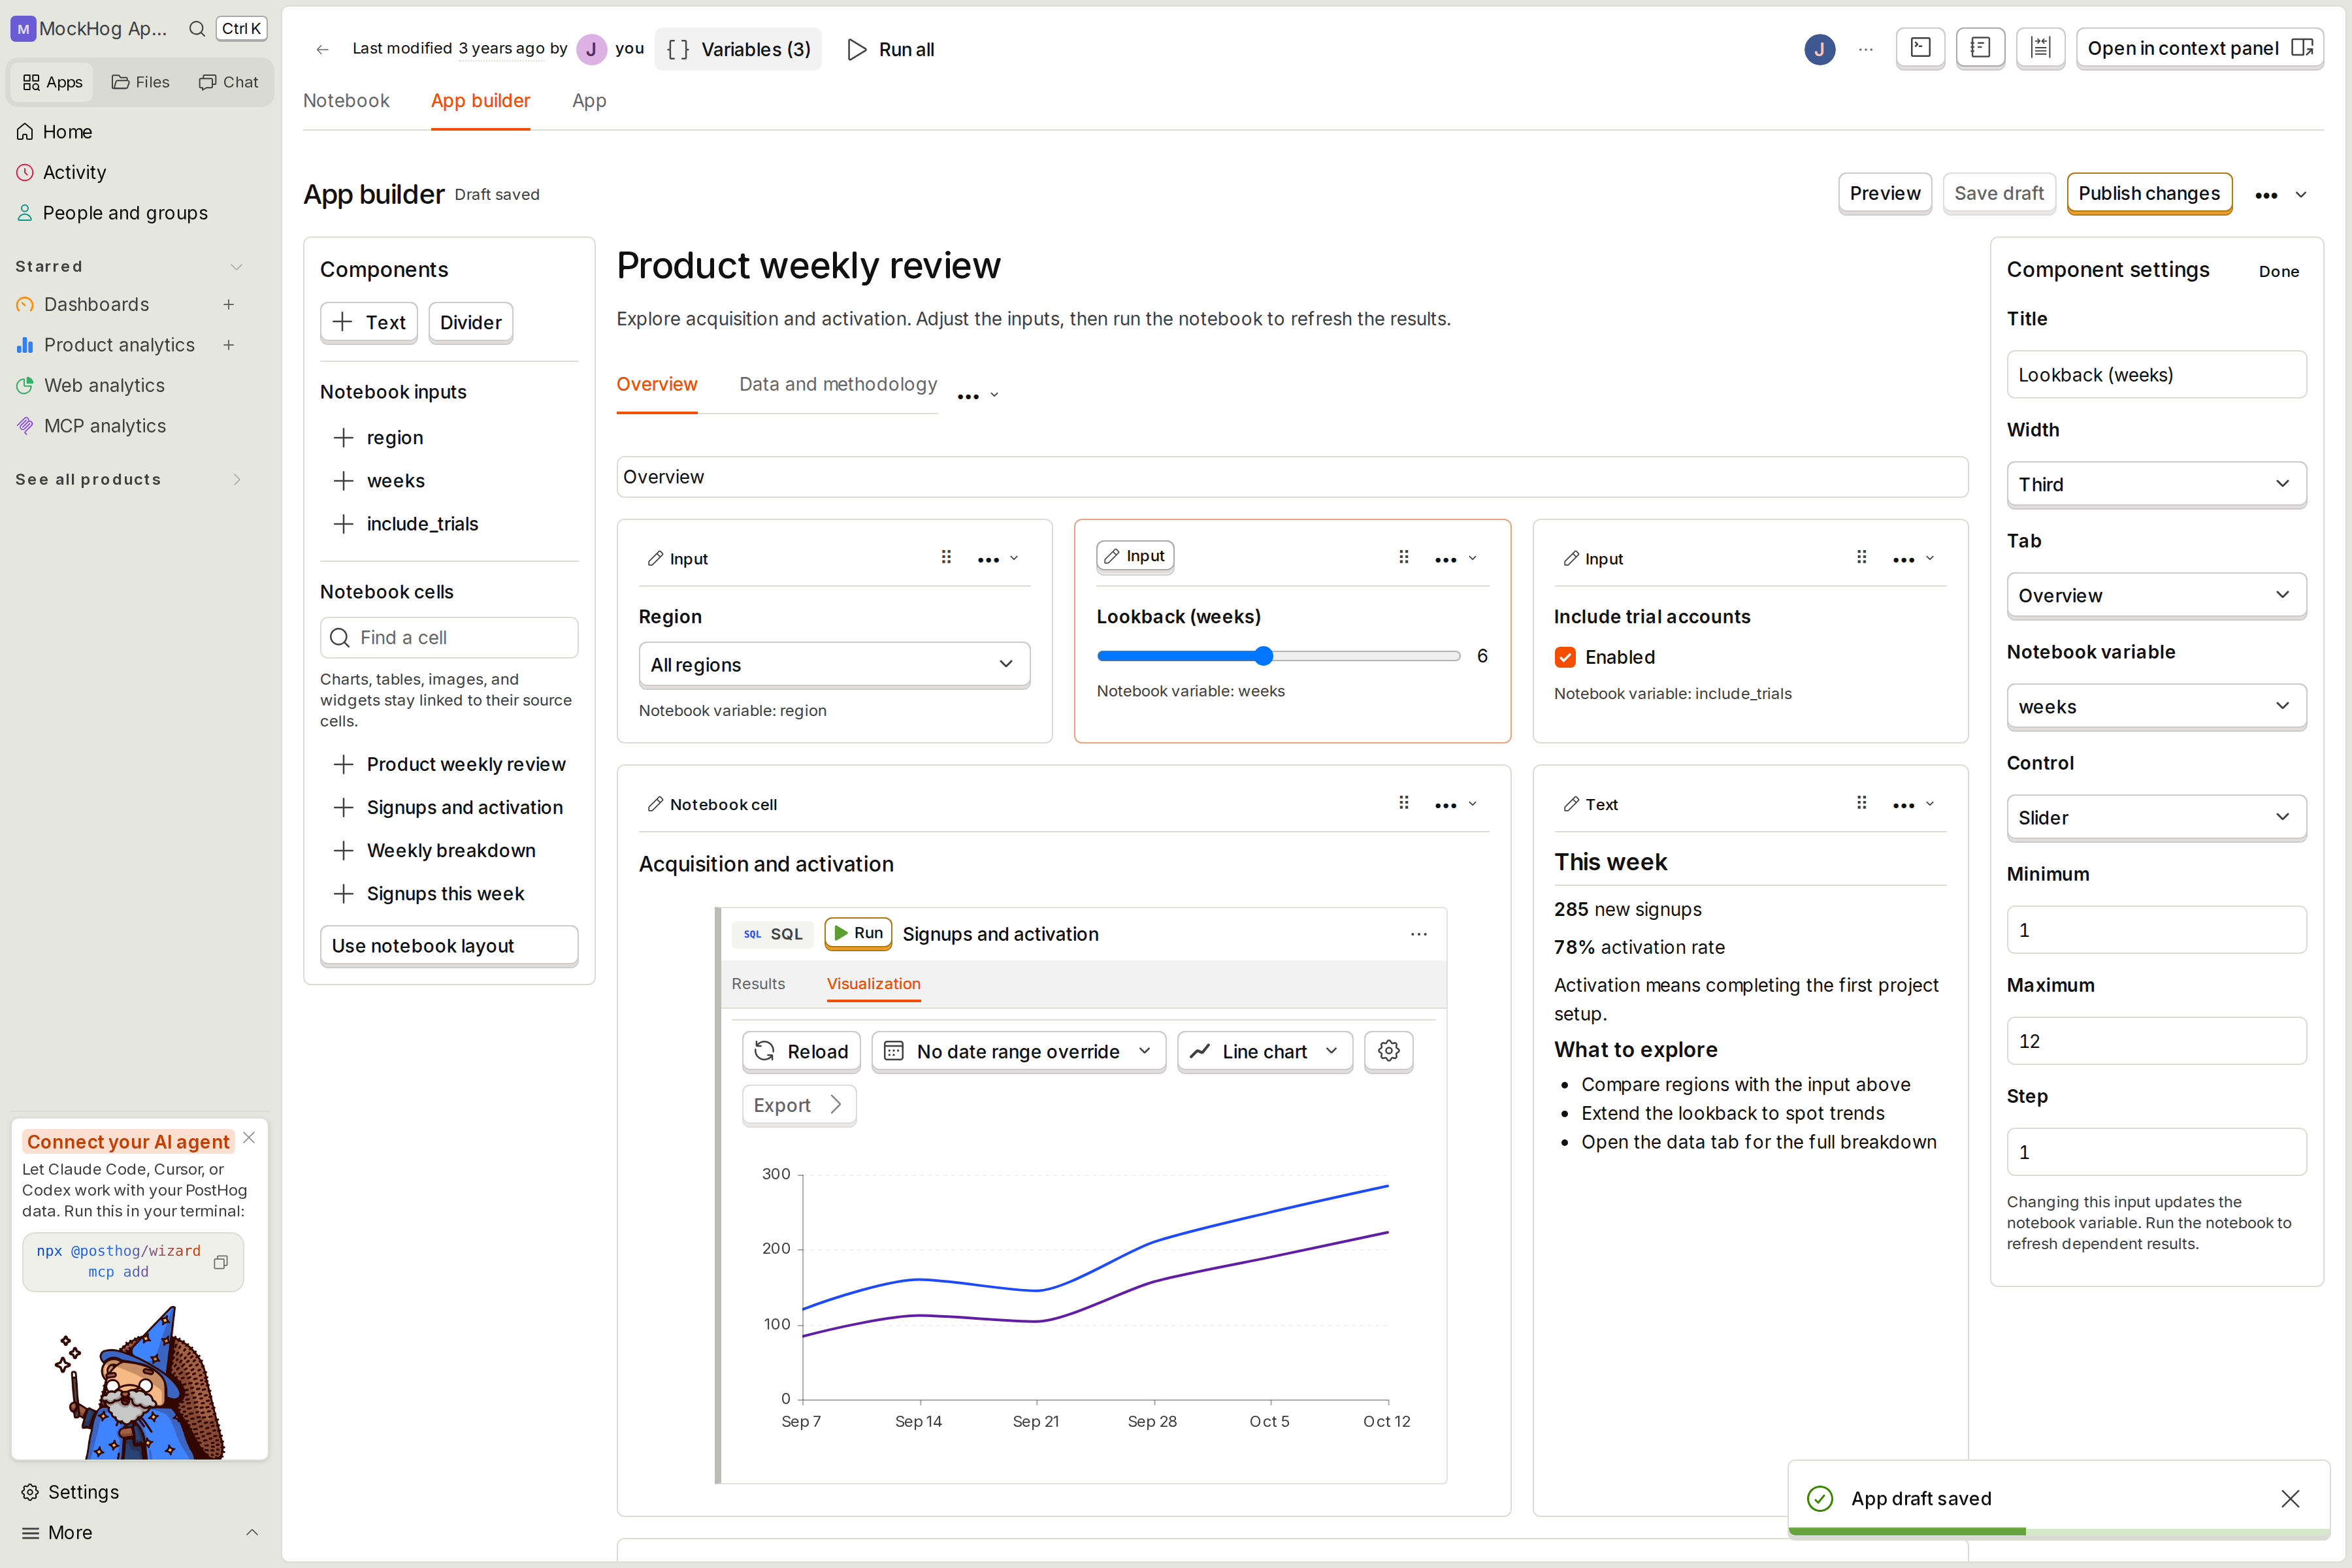 M MockHog Ap... Ctrl K
Apps Files Chat
Home
Activity
People and groups
Starred
Dashboards
Product analytics
Web analytics
MCP analytics
See all products
Connect your AI agent
Let Claude Code, Cursor, or
Codex work with your PostHog
data. Run this in your terminal:
npx @posthog/wizard
mcp add
Settings
More
Last modified 3 years ago by J you { } Variables (3) Run all
J ... Open in context panel
Notebook App builder App
App builder Draft saved
Preview Save draft Publish changes
Components
Text Divider
Notebook inputs
region
weeks
include_trials
Notebook cells
Find a cell
Charts, tables, images, and
widgets stay linked to their source
cells.
Product weekly review
Signups and activation
Weekly breakdown
Signups this week
Use notebook layout
Product weekly review
Explore acquisition and activation. Adjust the inputs, then run the notebook to refresh the results.
Overview Data and methodology
Overview
Input
Region
All regions
Notebook variable: region
Input
Lookback (weeks)
6
Notebook variable: weeks
Input
Include trial accounts
Enabled
Notebook variable: include_trials
Notebook cell
Acquisition and activation
SQL SQL Run Signups and activation
Results Visualization
Reload No date range override Line chart
Export
300
200
100
0
Sep 7 Sep 14 Sep 21 Sep 28 Oct 5 Oct 12
Text
This week
285 new signups
78% activation rate
Activation means completing the first project
setup.
What to explore
• Compare regions with the input above
• Extend the lookback to spot trends
• Open the data tab for the full breakdown
Component settings Done
Title
Lookback (weeks)
Width
Third
Tab
Overview
Notebook variable
weeks
Control
Slider
Minimum
1
Maximum
12
Step
1
Changing this input updates the
notebook variable. Run the notebook to
refresh dependent results.
App draft saved